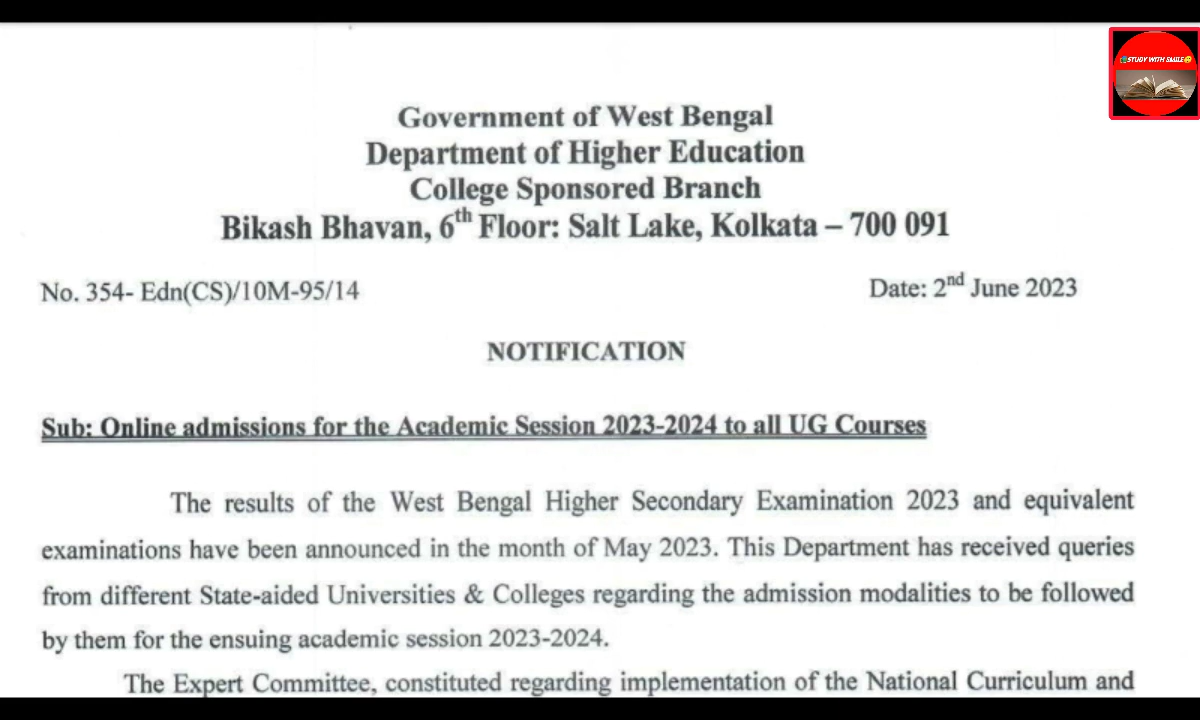 STUDY WITH SMILE
Government of West Bengal
Department of Higher Education
College Sponsored Branch
Bikash Bhavan, 6th Floor: Salt Lake, Kolkata – 700 091
No. 354- Edn(CS)/10M-95/14 Date: 2nd June 2023
NOTIFICATION
Sub: Online admissions for the Academic Session 2023-2024 to all UG Courses
The results of the West Bengal Higher Secondary Examination 2023 and equivalent
examinations have been announced in the month of May 2023. This Department has received queries
from different State-aided Universities & Colleges regarding the admission modalities to be followed
by them for the ensuing academic session 2023-2024.
The Expert Committee, constituted regarding implementation of the National Curriculum and